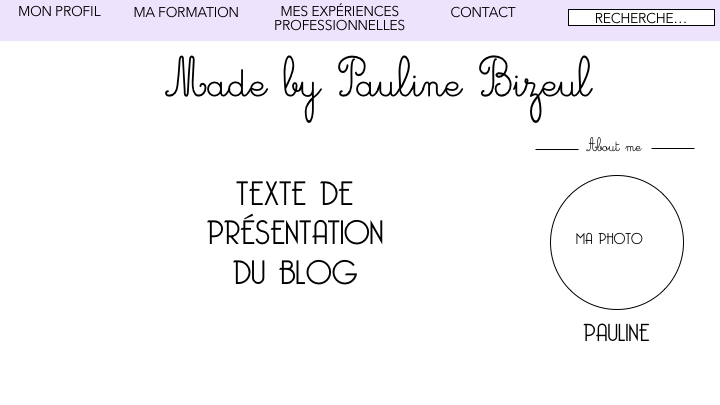 MON PROFIL
MA FORMATION
MES EXPÉRIENCES
PROFESSIONNELLES
CONTACT
RECHERCHE...
Made by Pauline Bizeul
About me
TEXTE DE
PRÉSENTATION
DU BLOG
MA PHOTO
PAULINE